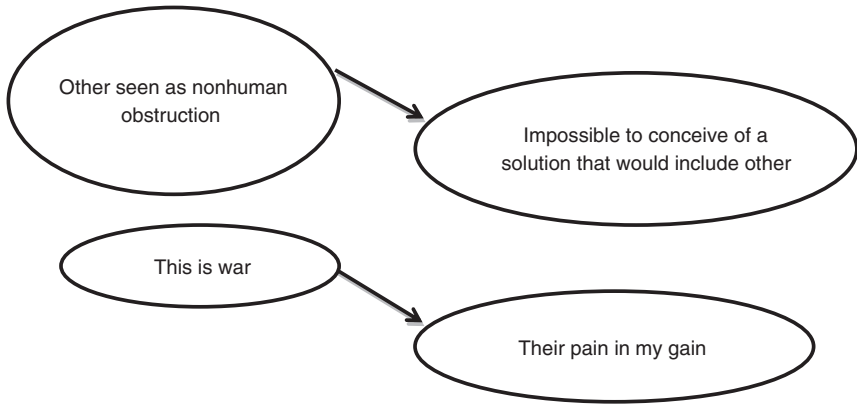 Other seen as nonhuman
obstruction
Impossible to conceive of a
solution that would include other
This is war
Their pain in my gain